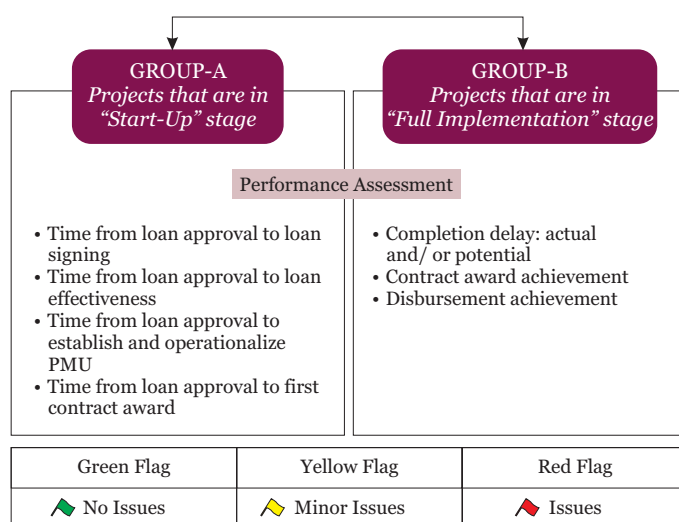 GROUP-A
Projects that are in
“Start-Up” stage
GROUP-B
Projects that are in
“Full Implementation” stage
Performance Assessment
• Time from loan approval to loan
signing
• Time from loan approval to loan
effectiveness
• Time from loan approval to
establish and operationalize
PMU
• Time from loan approval to first
contract award
• Completion delay: actual
and/ or potential
• Contract award achievement
• Disbursement achievement
Green Flag
Yellow Flag
Red Flag
No Issues
Minor Issues
Issues